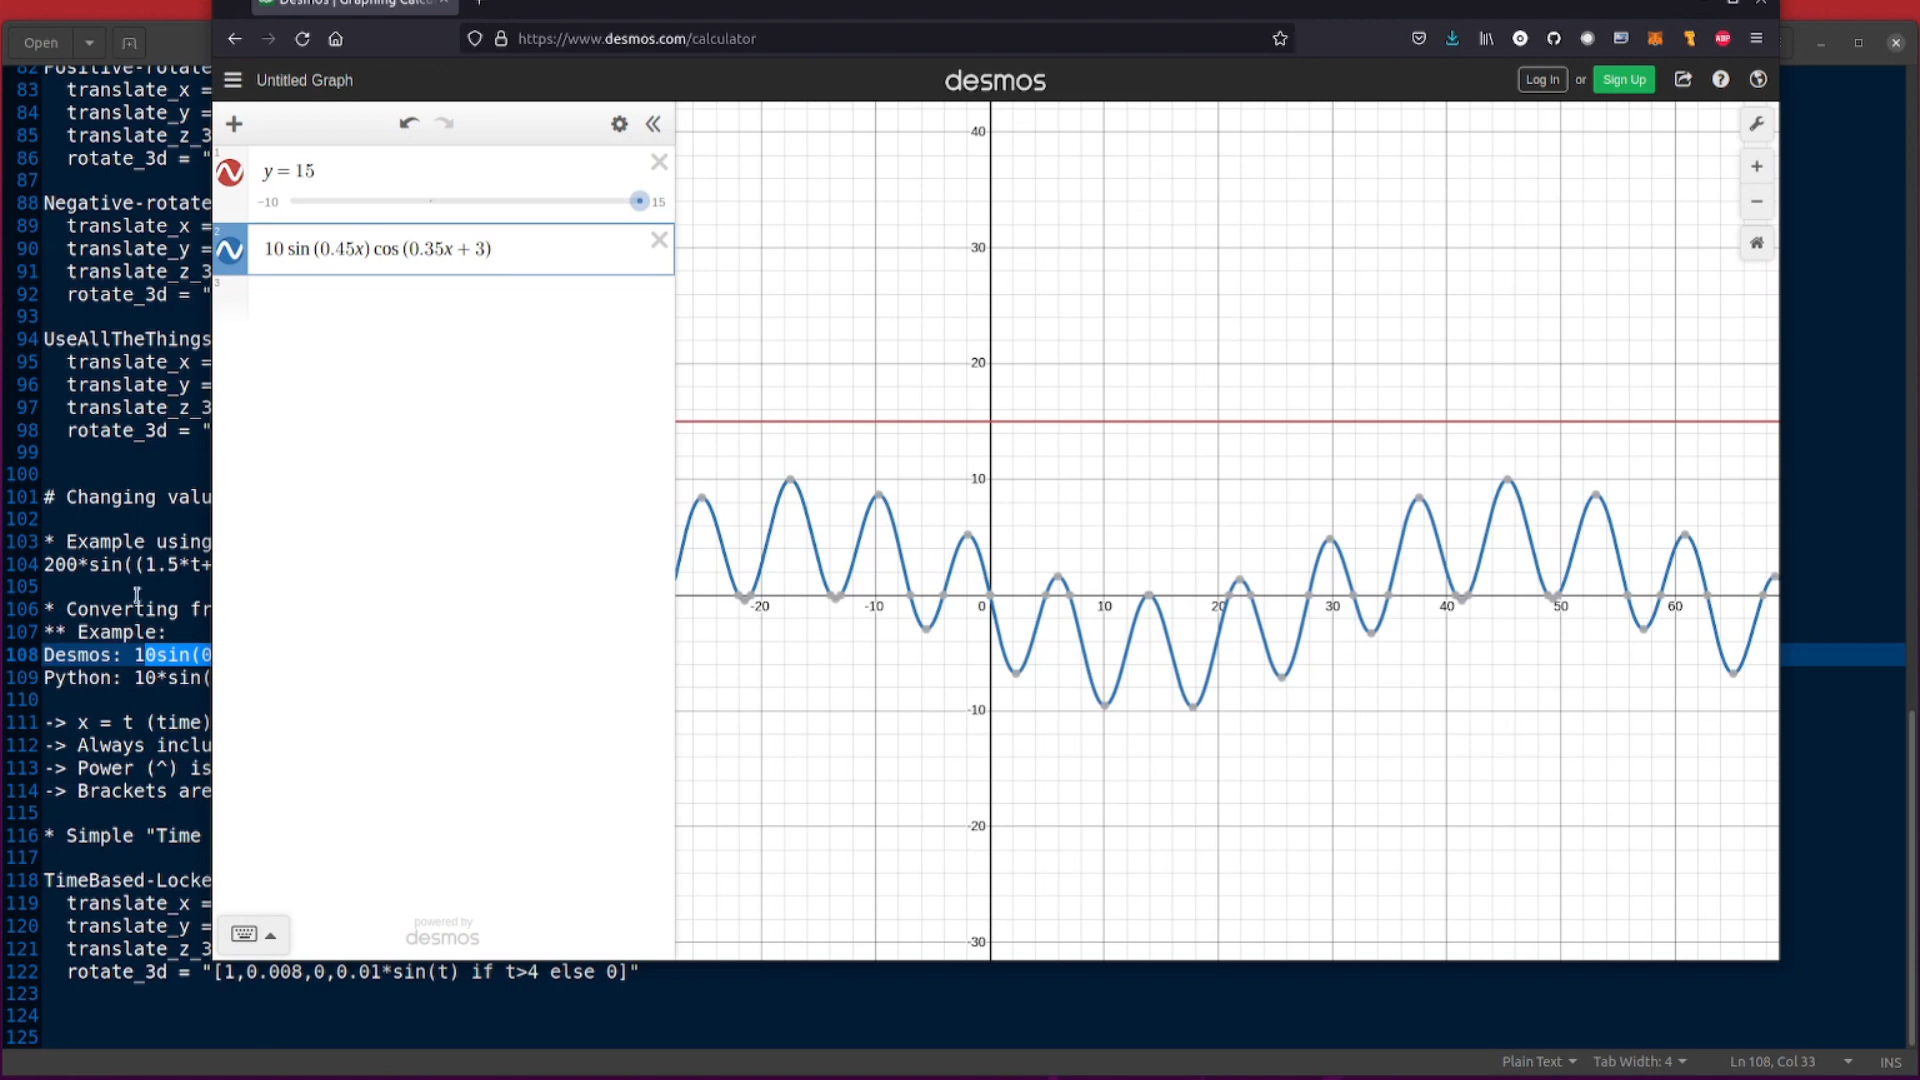 Desmos | Graphing Calcu
Open
https://www.desmos.com/calculator
ABP
Untitled Graph
desmos
Log In or Sign Up
1
y = 15
-10
15
2
10 sin (0.45x) cos (0.35x + 3)
3
powered by
desmos
40
30
20
10
-10
-20
-30
-20
-10
0
10
20
30
40
50
60
82 Positive-rotate
83 translate_x =
84 translate_y =
85 translate_z_3
86 rotate_3d = "
87
88 Negative-rotate
89 translate_x =
90 translate_y =
91 translate_z_3
92 rotate_3d = "
93
94 UseAllTheThings
95 translate_x =
96 translate_y =
97 translate_z_3
98 rotate_3d = "
99
100
101 # Changing valu
102
103 * Example using
104 200*sin((1.5*t+
105
106 * Converting fr
107 ** Example:
108 Desmos: 10sin(0
109 Python: 10*sin(
110
111 -> x = t (time)
112 -> Always inclu
113 -> Power (^) is
114 -> Brackets are
115
116 * Simple "Time
117
118 TimeBased-Locke
119 translate_x =
120 translate_y =
121 translate_z_3
122 rotate_3d = "[1,0.008,0,0.01*sin(t) if t>4 else 0]"
123
124
125
Plain Text Tab Width: 4 Ln 108, Col 33 INS